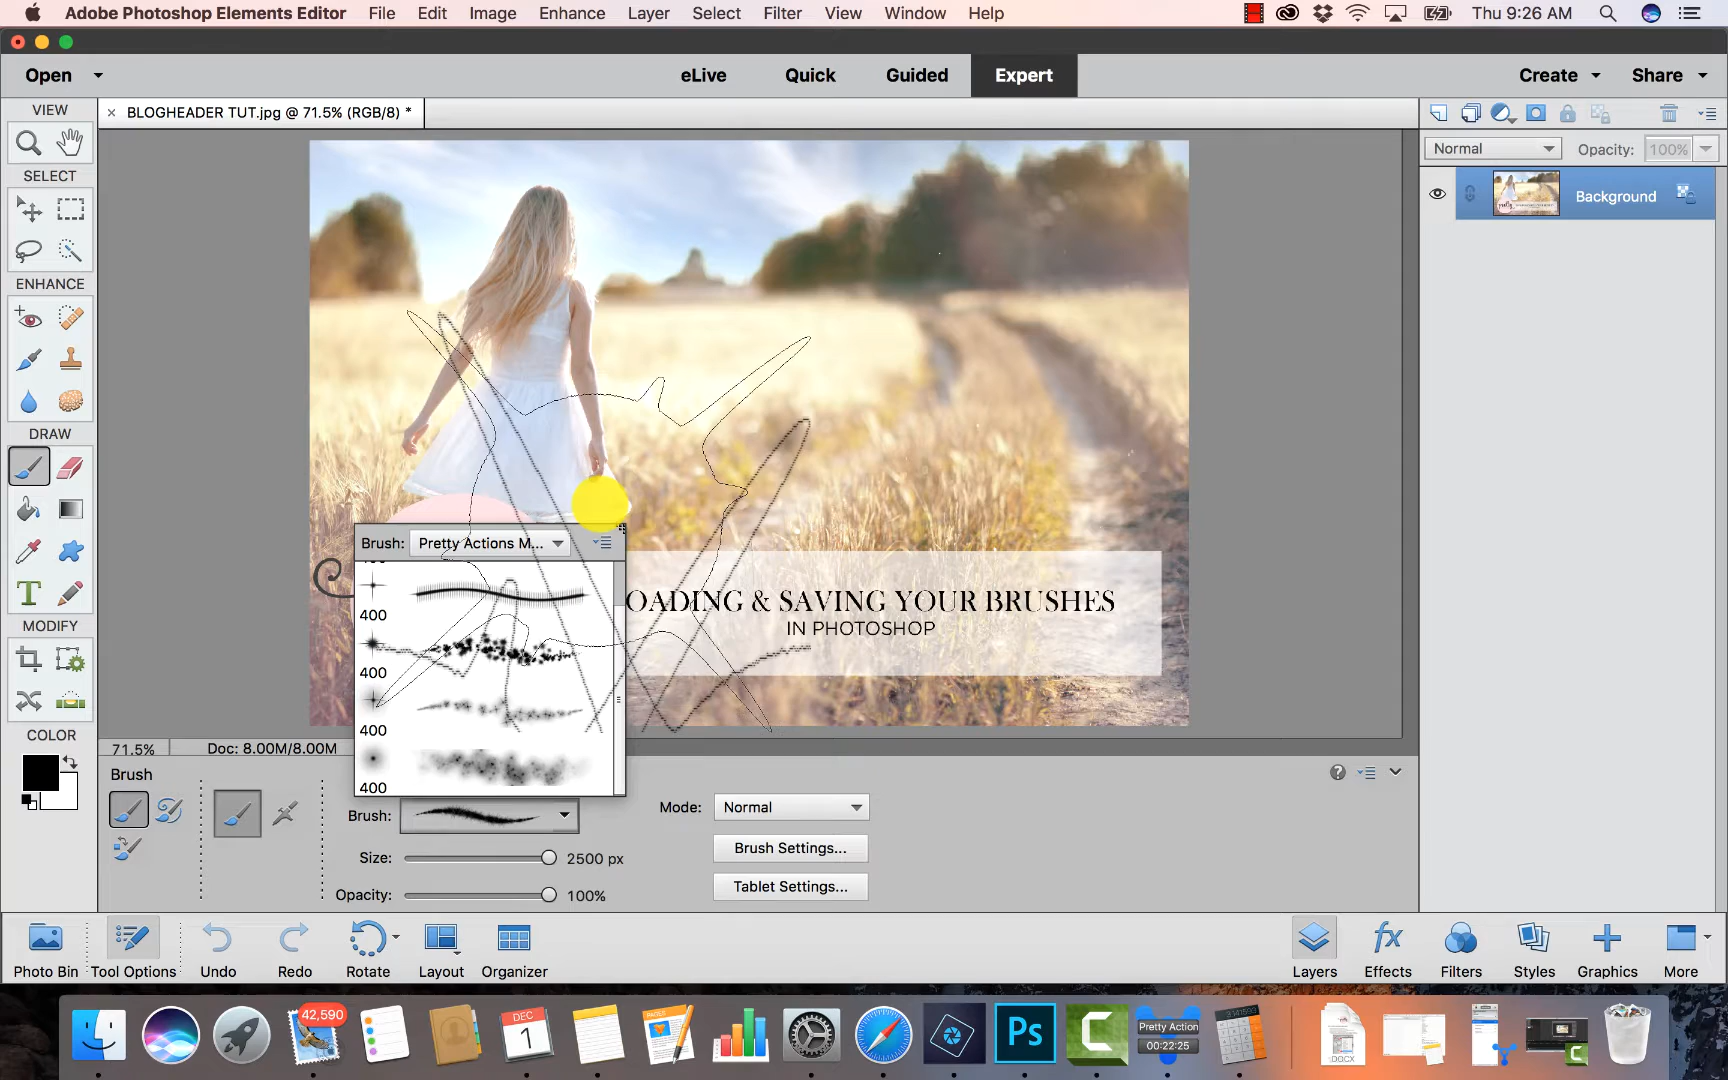 Adobe Photoshop Elements Editor File Edit Image Enhance Layer Select Filter View Window Help Thu 9:26 AM
Open eLive Quick Guided Expert Create Share
VIEW
BLOGHEADER TUT.jpg @ 71.5% (RGB/8) *
Normal Opacity: 100%
SELECT
Background
ENHANCE
DRAW
Brush: Pretty Actions M...
400
400
400
400
OADING & SAVING YOUR BRUSHES
IN PHOTOSHOP
MODIFY
COLOR
71.5% Doc: 8.00M/8.00M
Brush
Brush: Mode: Normal
Brush Settings...
Size: 2500 px
Tablet Settings...
Opacity: 100%
Photo Bin Tool Options Undo Redo Rotate Layout Organizer Layers Effects Filters Styles Graphics More
42,590
DEC
1
PAGES
Ps
Pretty Action
00:22:25
DOCX